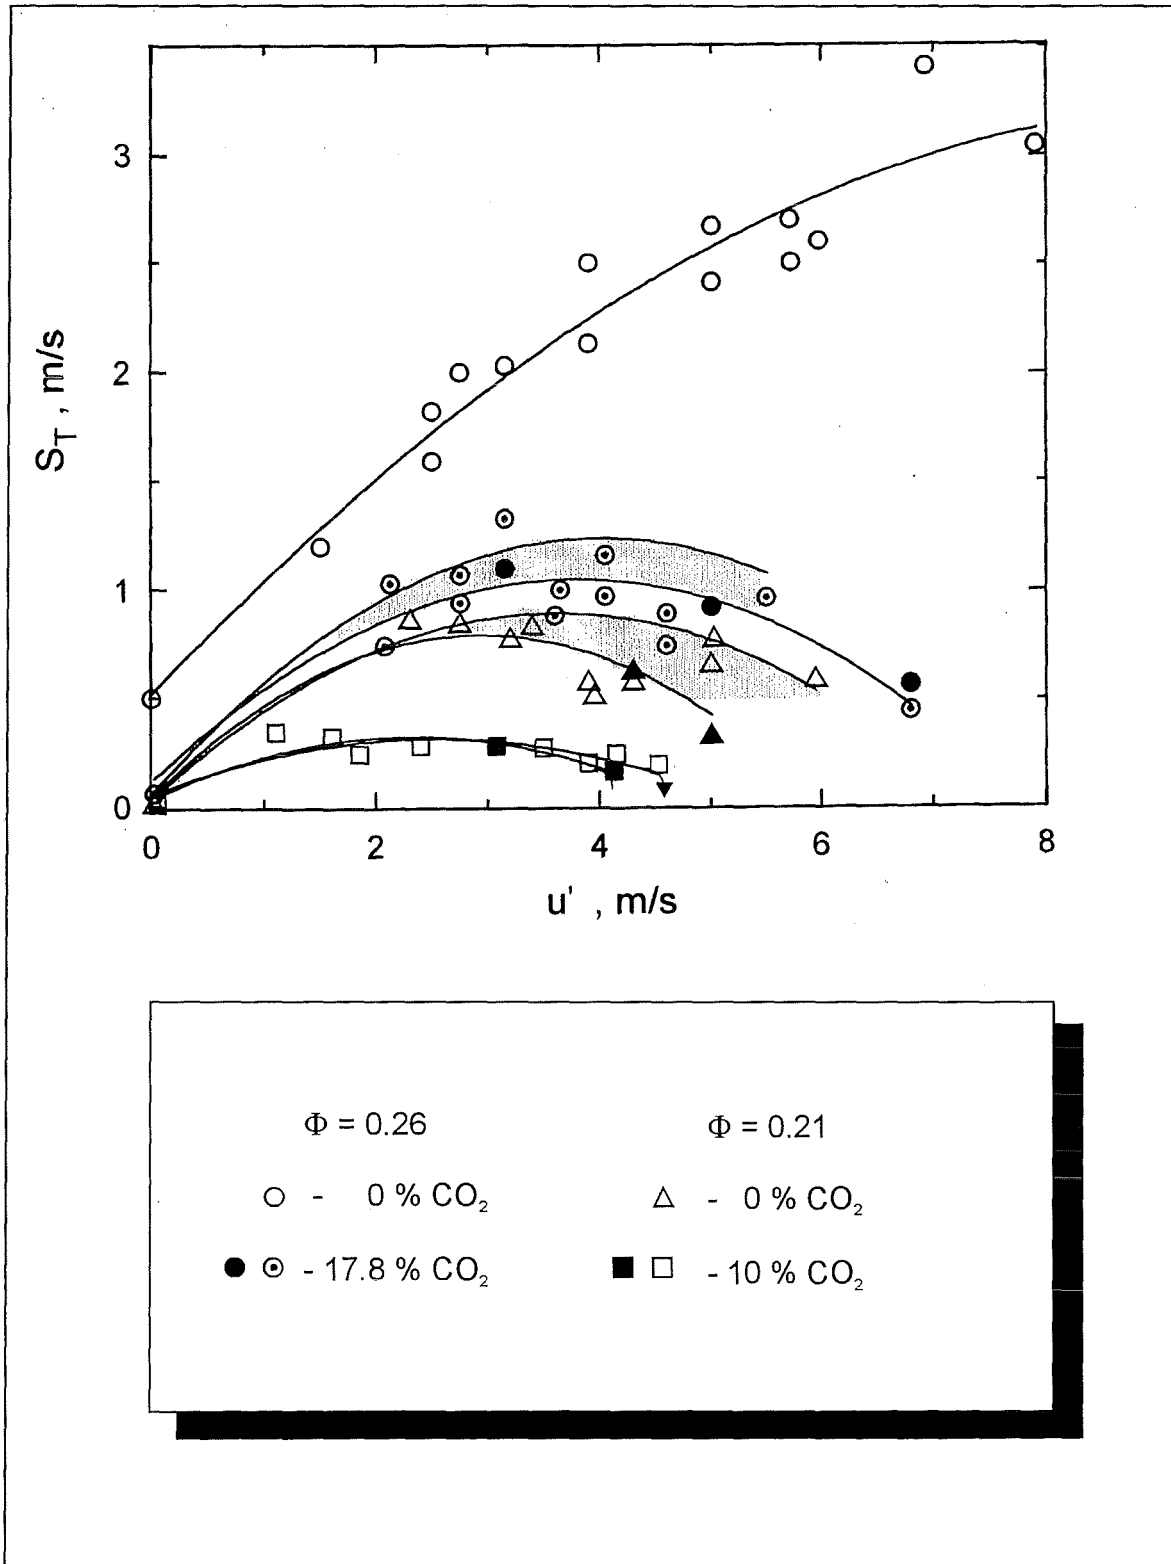 3
2
1
0
S_T , m/s
0 2 4 6 8
u' , m/s
Φ = 0.26 Φ = 0.21
○ - 0 % CO₂ △ - 0 % CO₂
● ⊙ - 17.8 % CO₂ ■ □ - 10 % CO₂